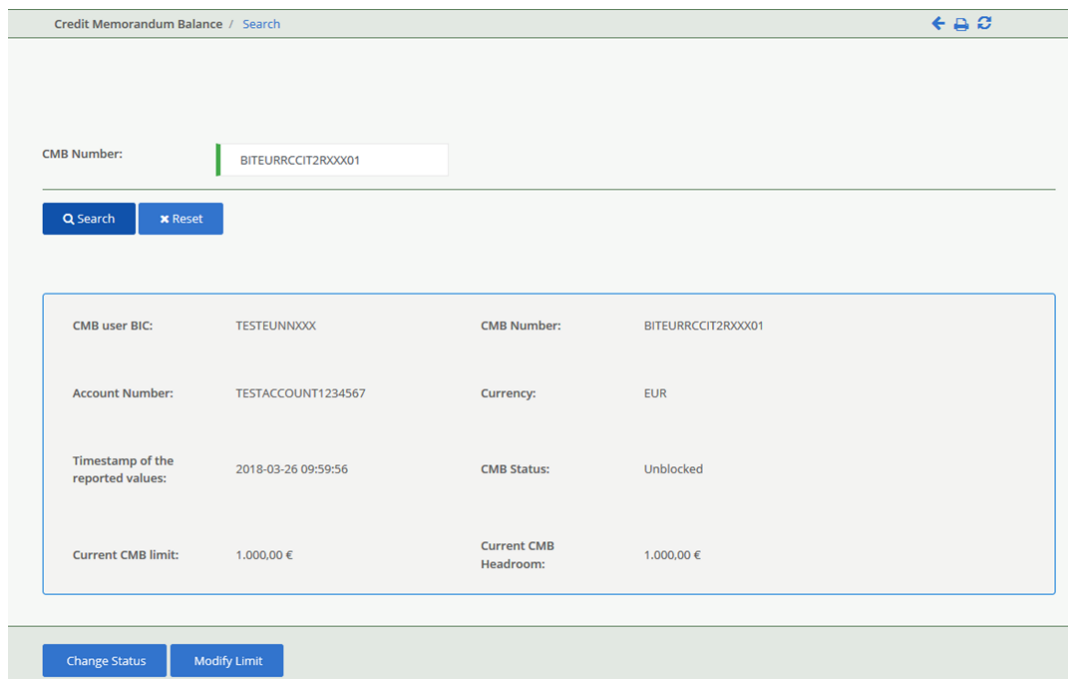 Credit Memorandum Balance / Search
CMB Number: BITEURRCCIT2RXXX01
Search Reset
CMB user BIC: TESTEUNNXXX CMB Number: BITEURRCCIT2RXXX01
Account Number: TESTACCOUNT1234567 Currency: EUR
Timestamp of the
reported values: 2018-03-26 09:59:56 CMB Status: Unblocked
Current CMB limit: 1.000,00 € Current CMB
Headroom: 1.000,00 €
Change Status Modify Limit